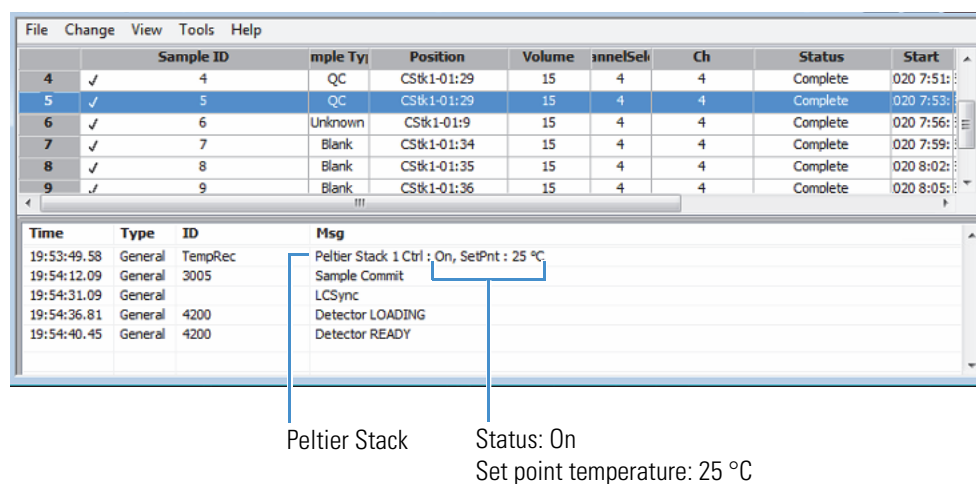 File Change View Tools Help
Sample ID mple Ty Position Volume annelSel Ch Status Start
4 4 QC CStk1-01:29 15 4 4 Complete 020 7:51:
5 5 QC CStk1-01:29 15 4 4 Complete 020 7:53:
6 6 Unknown CStk1-01:9 15 4 4 Complete 020 7:56:
7 7 Blank CStk1-01:34 15 4 4 Complete 020 7:59:
8 8 Blank CStk1-01:35 15 4 4 Complete 020 8:02:
9 9 Blank CStk1-01:36 15 4 4 Complete 020 8:05:
Time Type ID Msg
19:53:49.58 General TempRec Peltier Stack 1 Ctrl : On, SetPnt : 25 °C
19:54:12.09 General 3005 Sample Commit
19:54:31.09 General LCSync
19:54:36.81 General 4200 Detector LOADING
19:54:40.45 General 4200 Detector READY
Peltier Stack
Status: On
Set point temperature: 25 °C